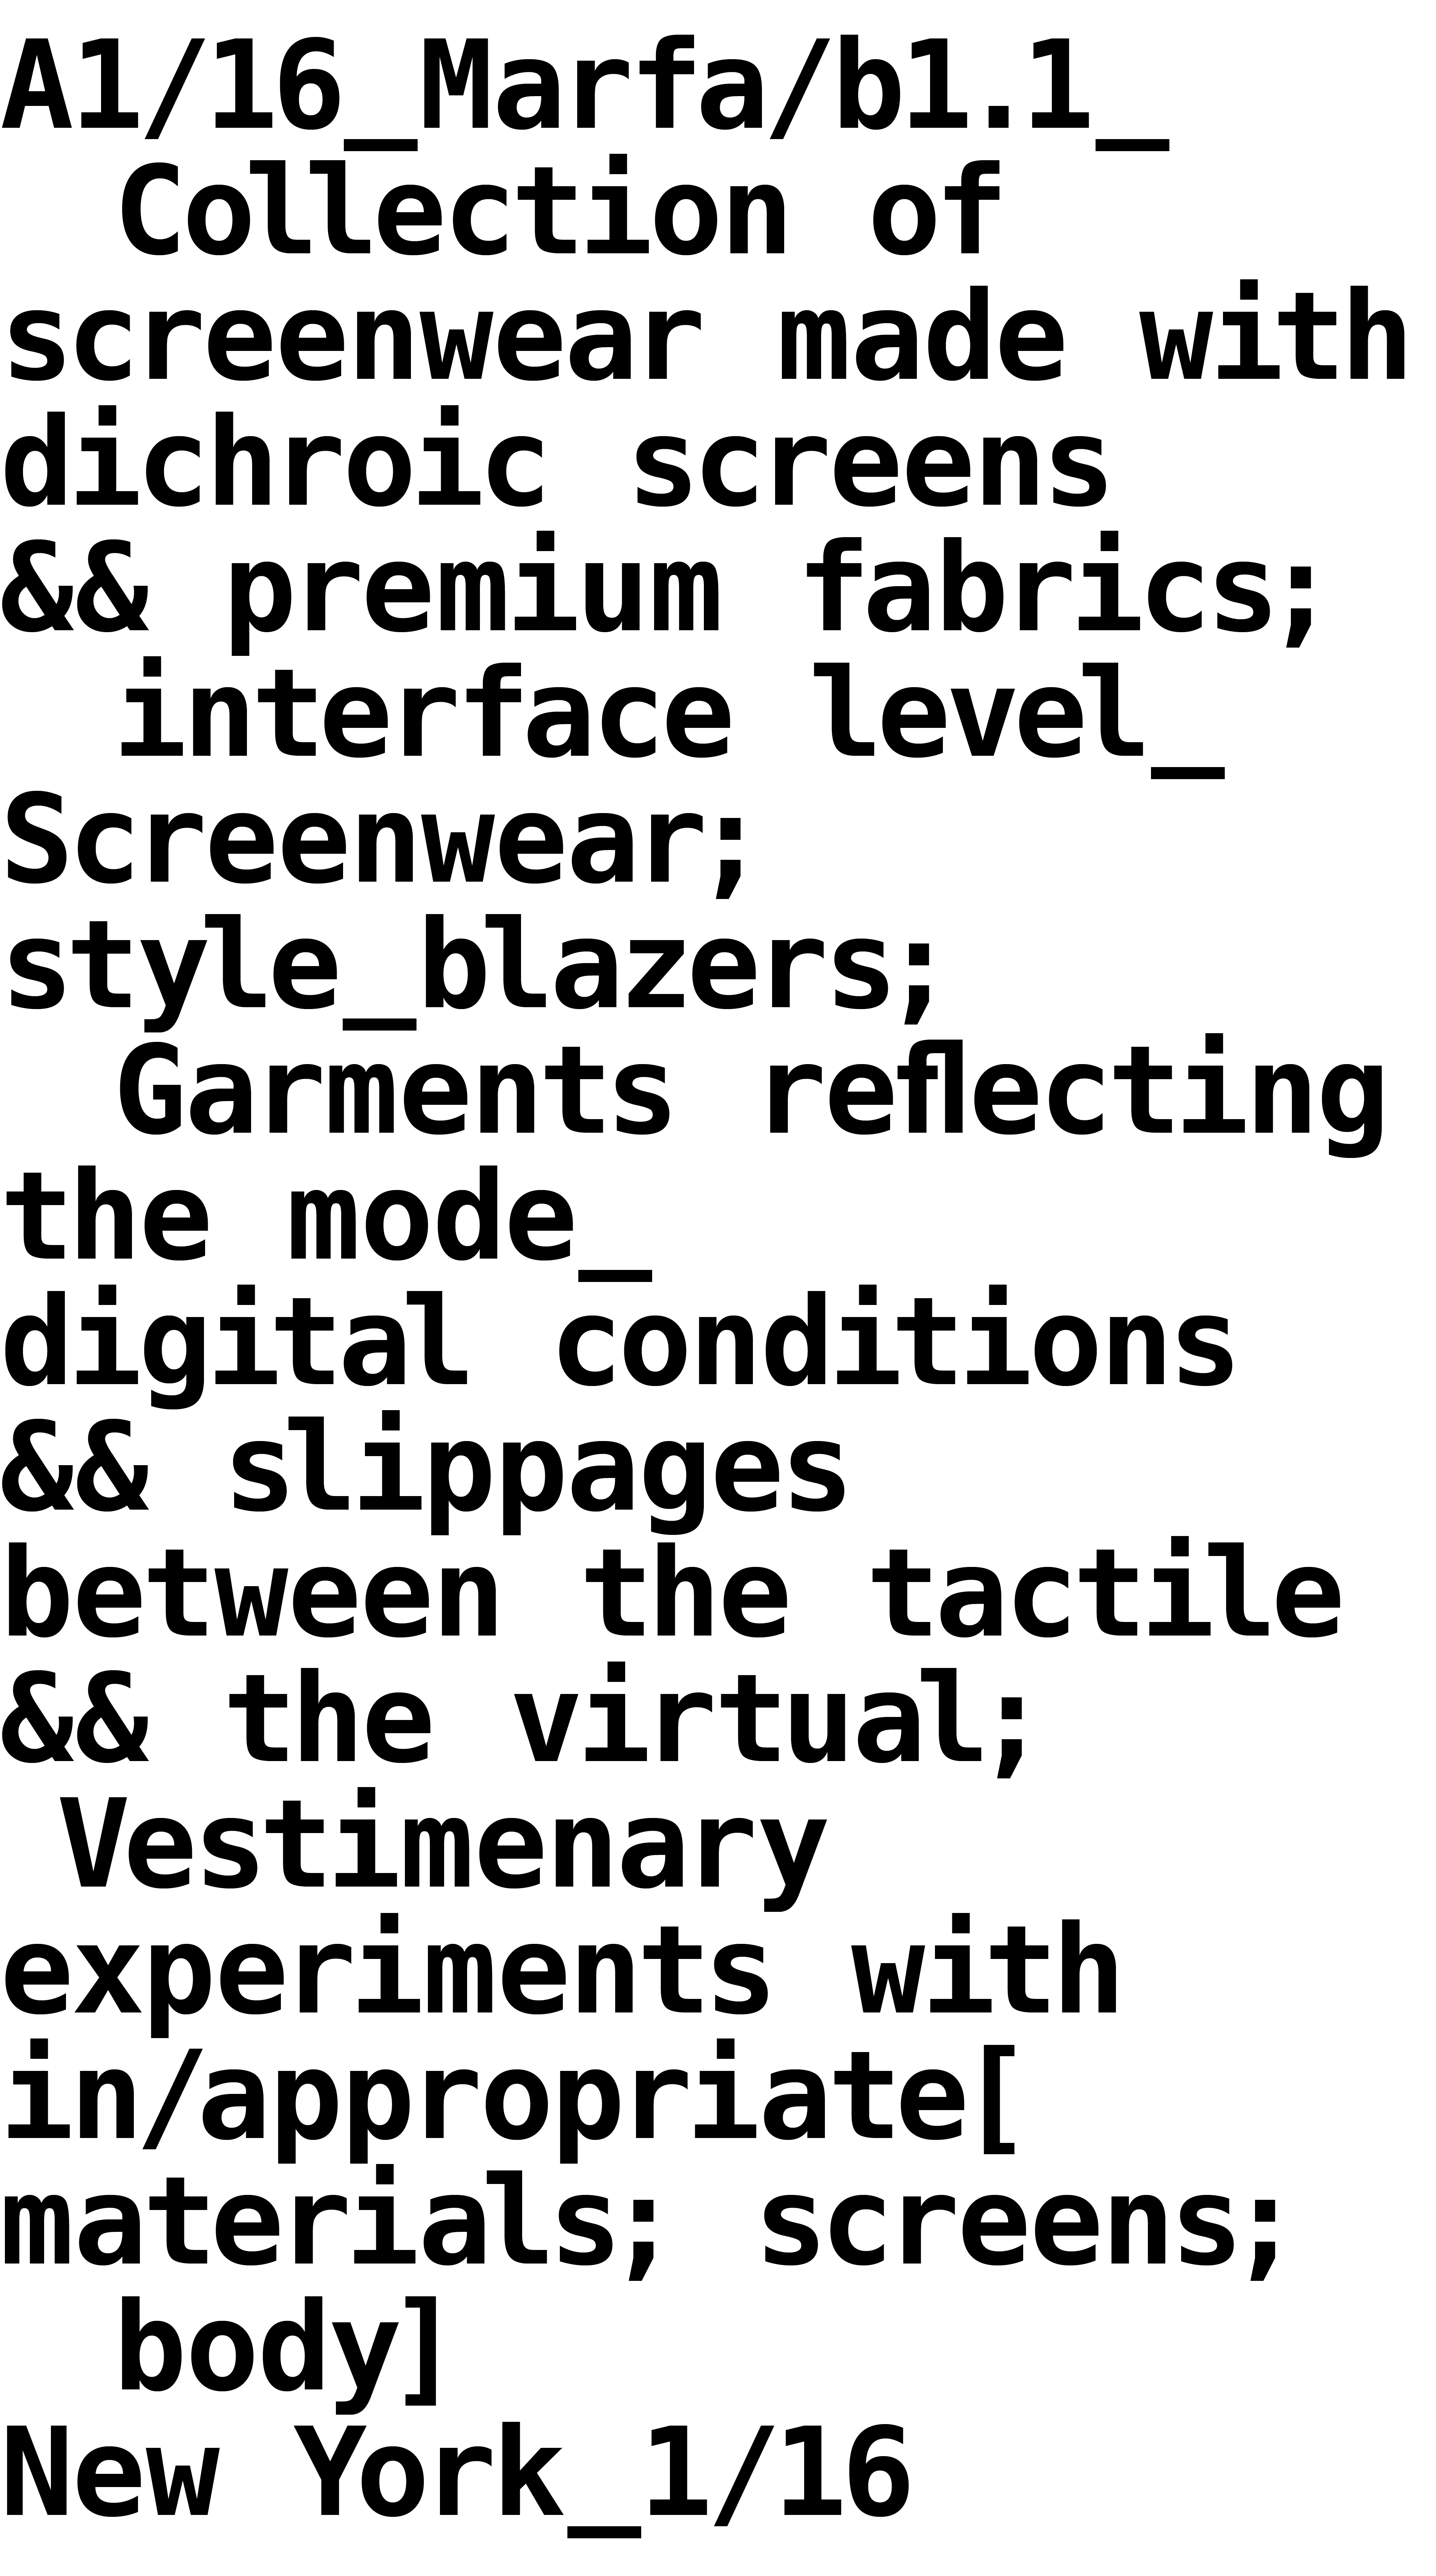 A1/16_Marfa/b1.1_
Collection of
screenwear made with
dichroic screens
&& premium fabrics;
interface level_
Screenwear;
style_blazers;
Garments reflecting
the mode_
digital conditions
&& slippages
between the tactile
&& the virtual;
Vestimenary
experiments with
in/appropriate[
materials; screens;
body]
New York_1/16